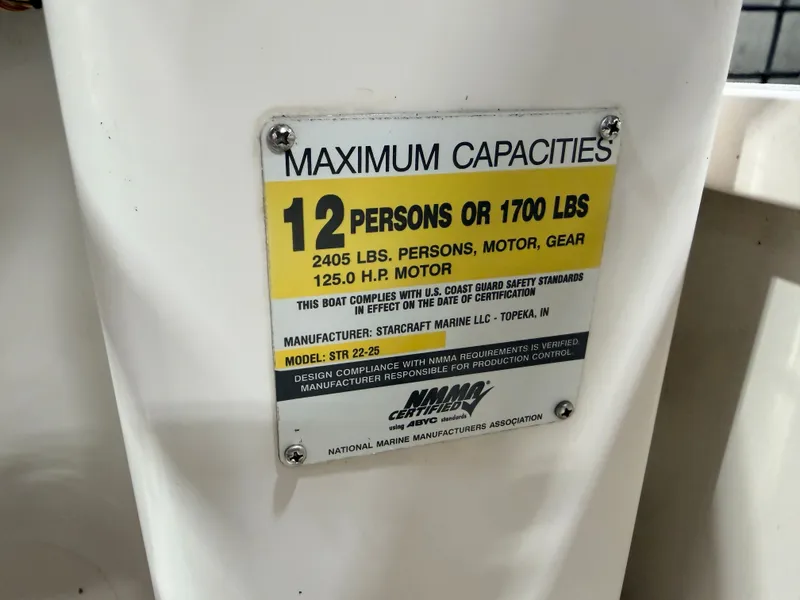 MAXIMUM CAPACITIES
12 PERSONS OR 1700 LBS
2405 LBS. PERSONS, MOTOR, GEAR
125.0 H.P. MOTOR
THIS BOAT COMPLIES WITH U.S. COAST GUARD SAFETY STANDARDS
IN EFFECT ON THE DATE OF CERTIFICATION
MANUFACTURER: STARCRAFT MARINE LLC - TOPEKA, IN
MODEL: STR 22-25
DESIGN COMPLIANCE WITH NMMA REQUIREMENTS IS VERIFIED.
MANUFACTURER RESPONSIBLE FOR PRODUCTION CONTROL.
NMMA®
CERTIFIED
using ABYC standards
NATIONAL MARINE MANUFACTURERS ASSOCIATION